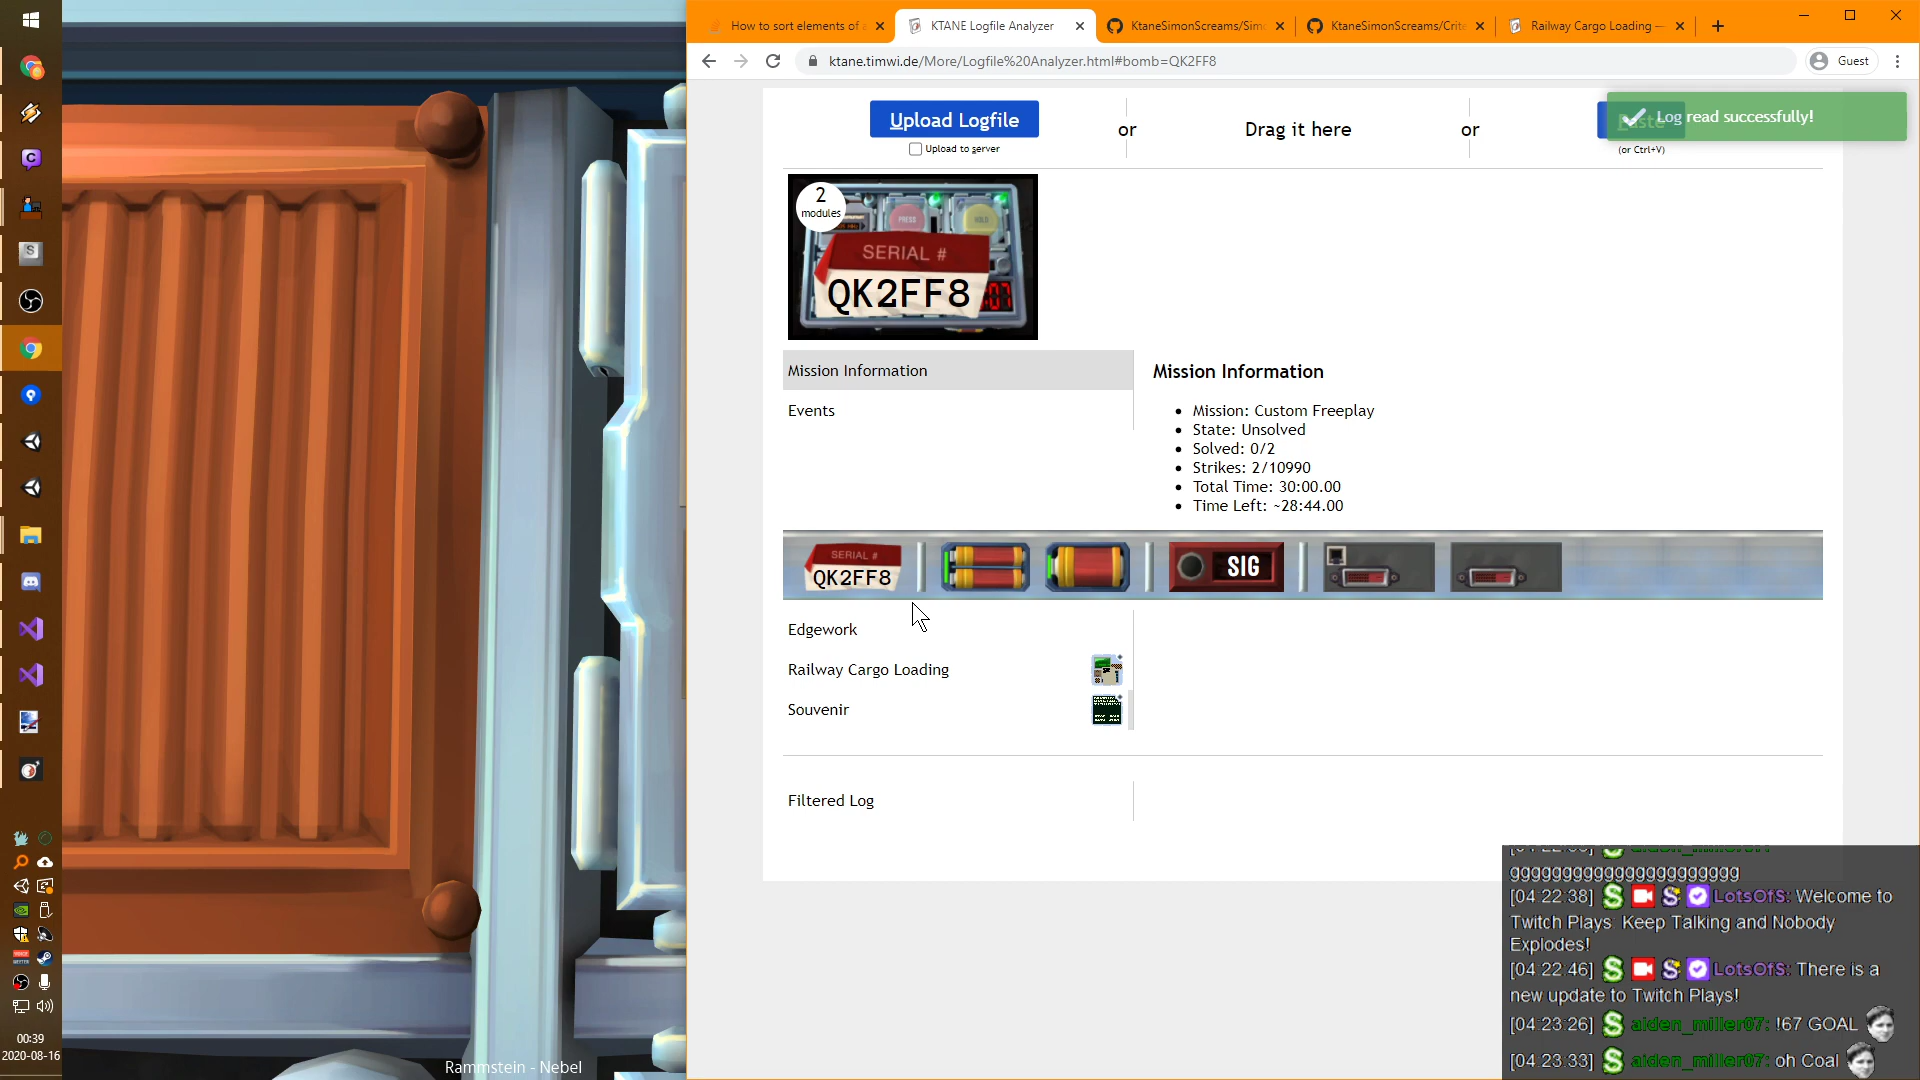 How to sort elements of
KTANE Logfile Analyzer
KtaneSimonScreams/Sim
KtaneSimonScreams/Crite
Railway Cargo Loading —
ktane.timwi.de/More/Logfile%20Analyzer.html#bomb=QK2FF8
Guest
Upload Logfile
Upload to server
or
Drag it here
or
Log read successfully!
(or Ctrl+V)
2
modules
PRESS
HOLD
SERIAL #
QK2FF8
Mission Information
Events
Mission Information
Mission: Custom Freeplay
State: Unsolved
Solved: 0/2
Strikes: 2/10990
Total Time: 30:00.00
Time Left: ~28:44.00
SERIAL #
QK2FF8
SIG
Edgework
Railway Cargo Loading
Souvenir
Filtered Log
gggggggggggggggggggggg
[04:22:38] LotsOfS: Welcome to
Twitch Plays: Keep Talking and Nobody
Explodes!
[04:22:46] LotsOfS: There is a
new update to Twitch Plays!
[04:23:26] aiden_miller07: !67 GOAL
[04:23:33] aiden_miller07: oh Coal
00:39
2020-08-16
Rammstein - Nebel